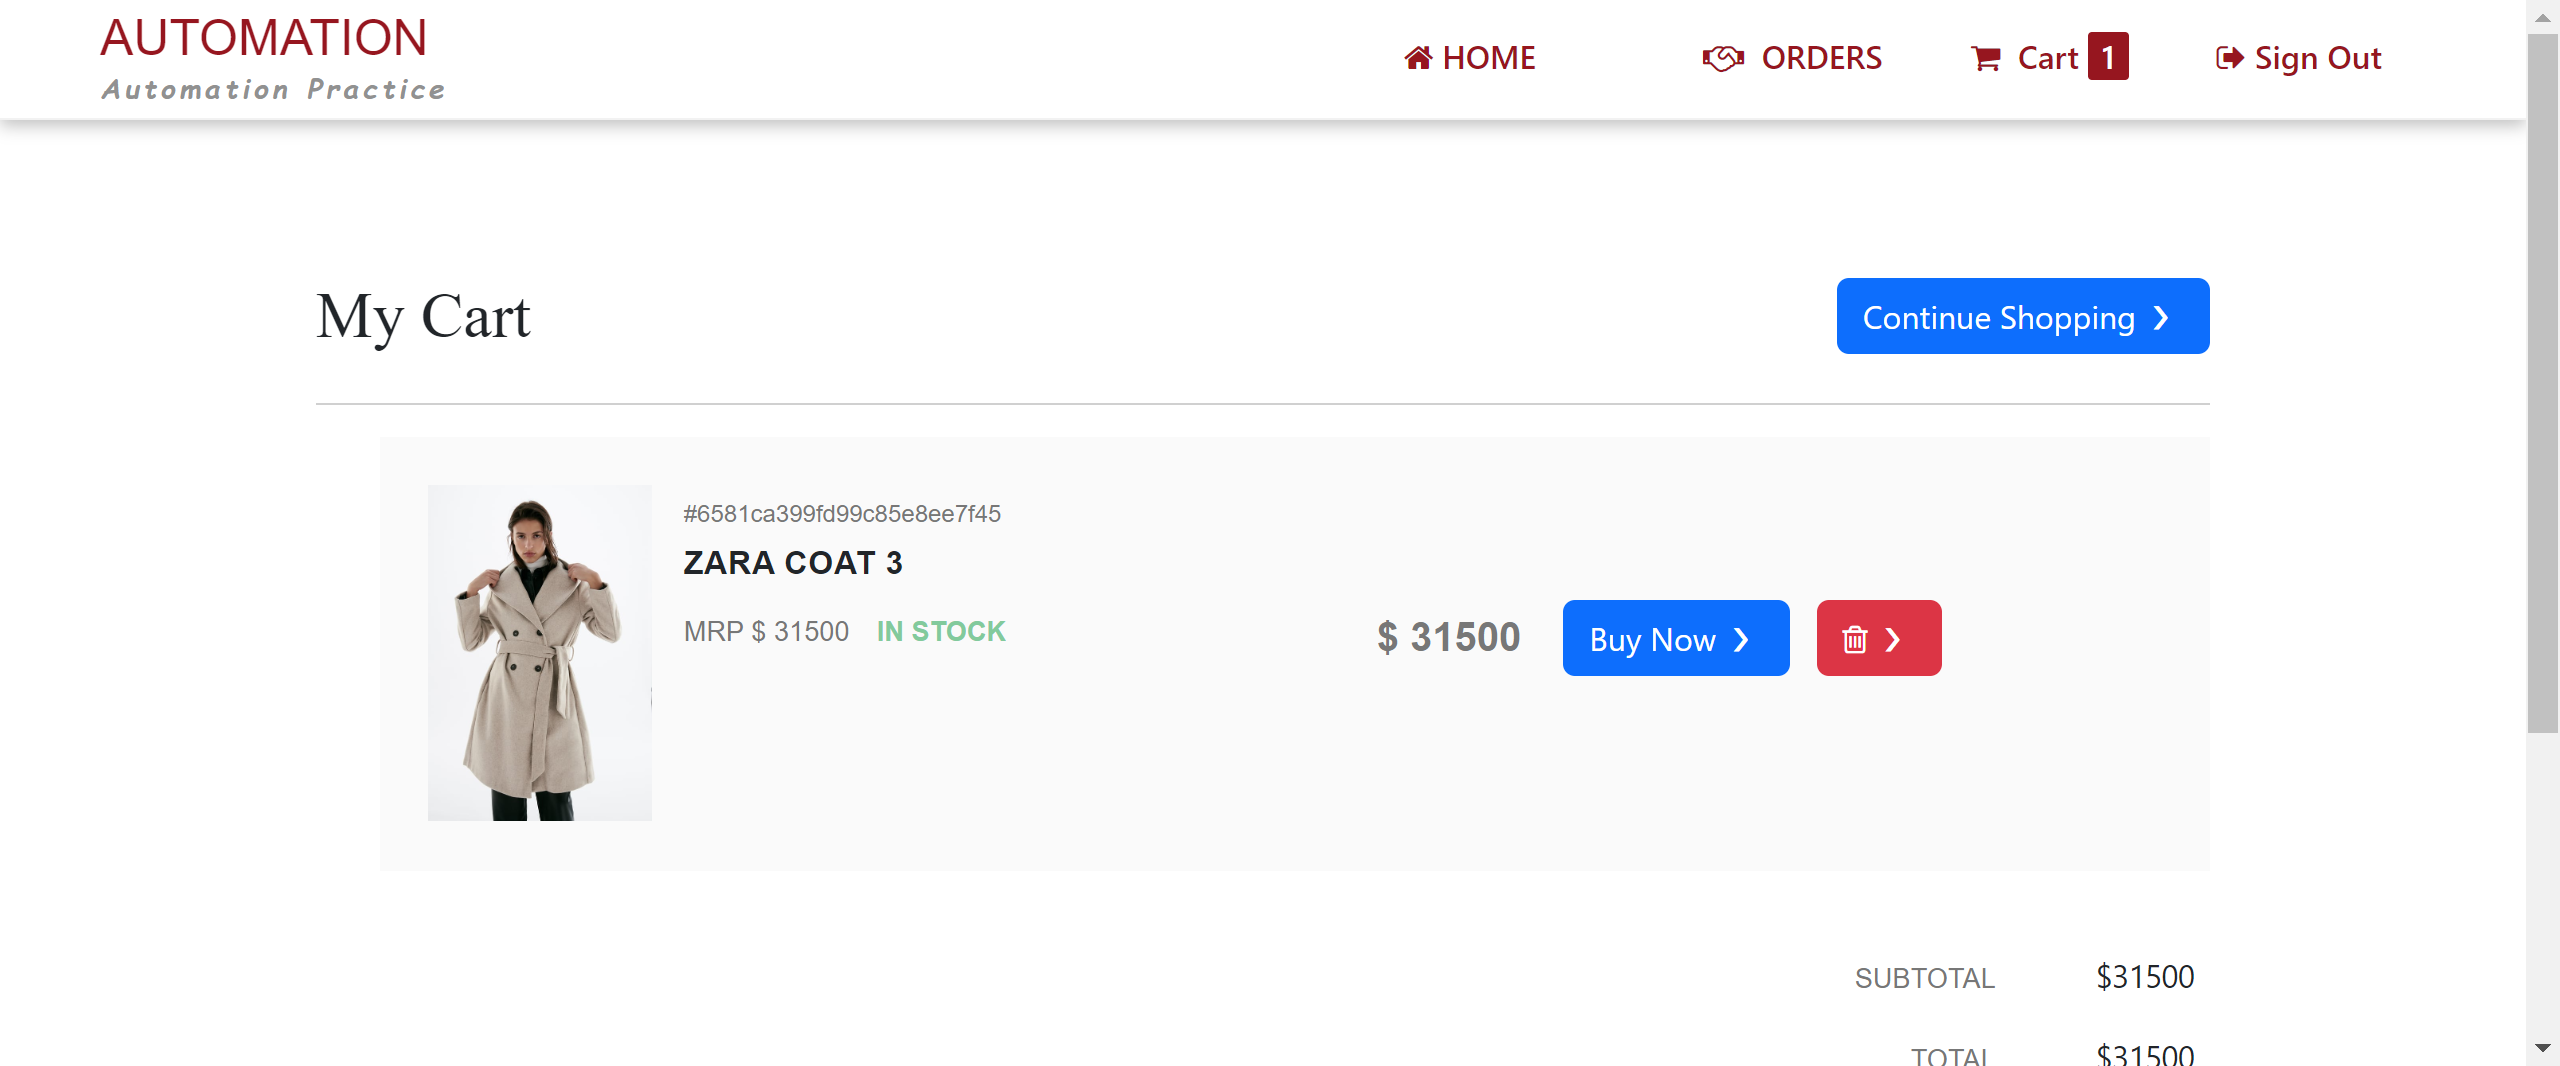 AUTOMATION
Automation Practice
HOME
ORDERS
Cart 1
Sign Out
My Cart
Continue Shopping ❯
#6581ca399fd99c85e8ee7f45
ZARA COAT 3
MRP $ 31500 IN STOCK
$ 31500
Buy Now ❯
❯
SUBTOTAL $31500
TOTAL $31500